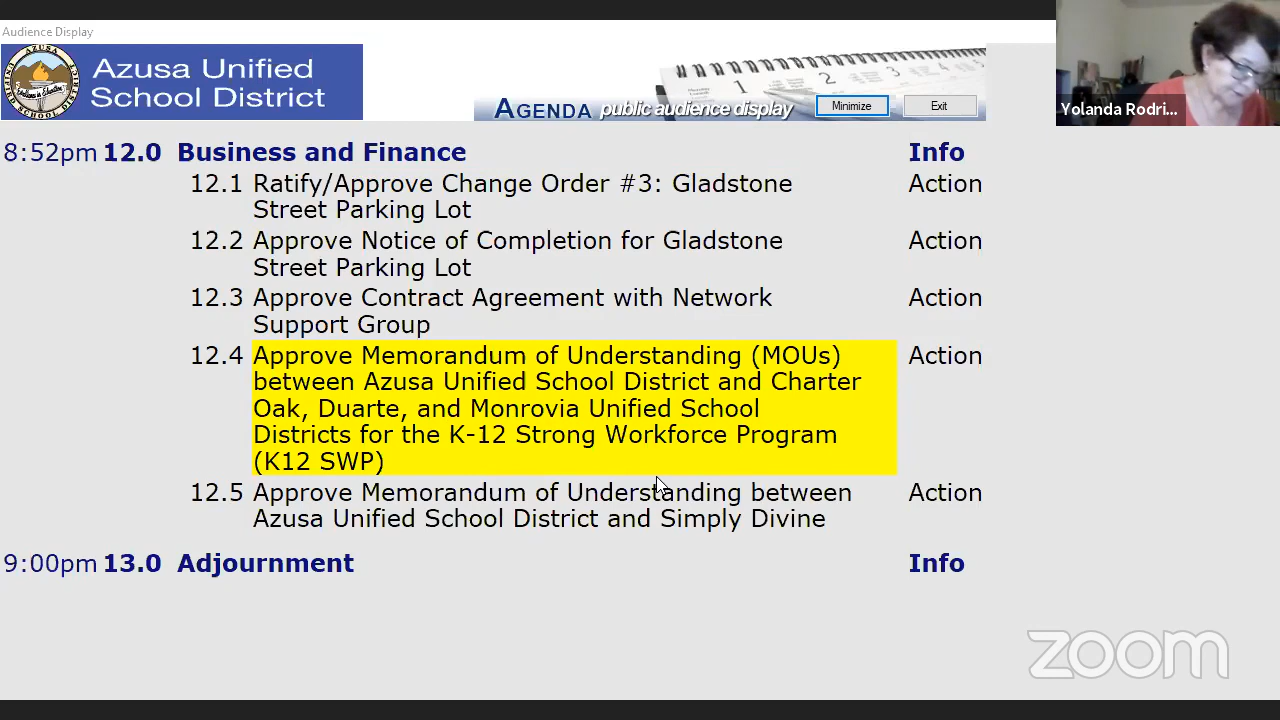 Audience Display
Azusa Unified
School District
AGENDA public audience display
Minimize
Exit
Yolanda Rodri...
8:52pm 12.0 Business and Finance Info
12.1 Ratify/Approve Change Order #3: Gladstone Action
Street Parking Lot
12.2 Approve Notice of Completion for Gladstone Action
Street Parking Lot
12.3 Approve Contract Agreement with Network Action
Support Group
12.4 Approve Memorandum of Understanding (MOUs) Action
between Azusa Unified School District and Charter
Oak, Duarte, and Monrovia Unified School
Districts for the K-12 Strong Workforce Program
(K12 SWP)
12.5 Approve Memorandum of Understanding between Action
Azusa Unified School District and Simply Divine
9:00pm 13.0 Adjournment Info
zoom